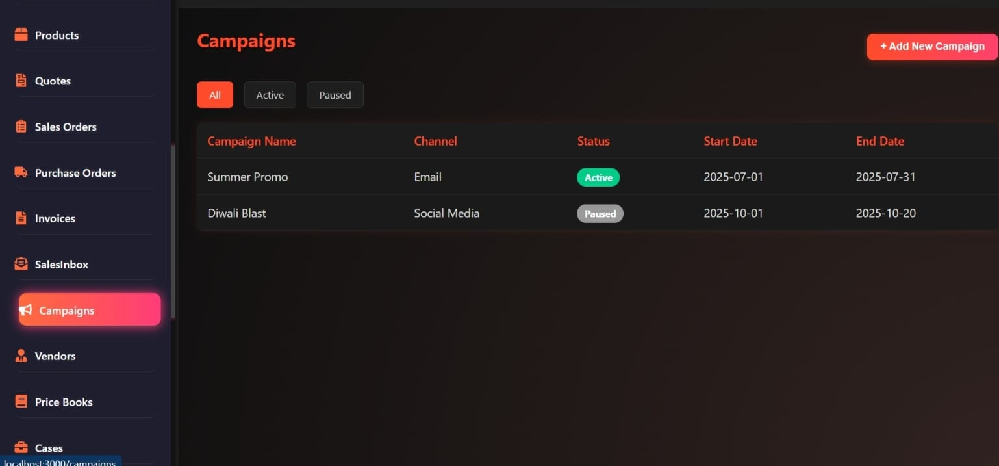 Products
Quotes
Sales Orders
Purchase Orders
Invoices
SalesInbox
Campaigns
Vendors
Price Books
Cases
localhost:3000/campaigns
Campaigns
+ Add New Campaign
All Active Paused
Campaign Name Channel Status Start Date End Date
Summer Promo Email Active 2025-07-01 2025-07-31
Diwali Blast Social Media Paused 2025-10-01 2025-10-20